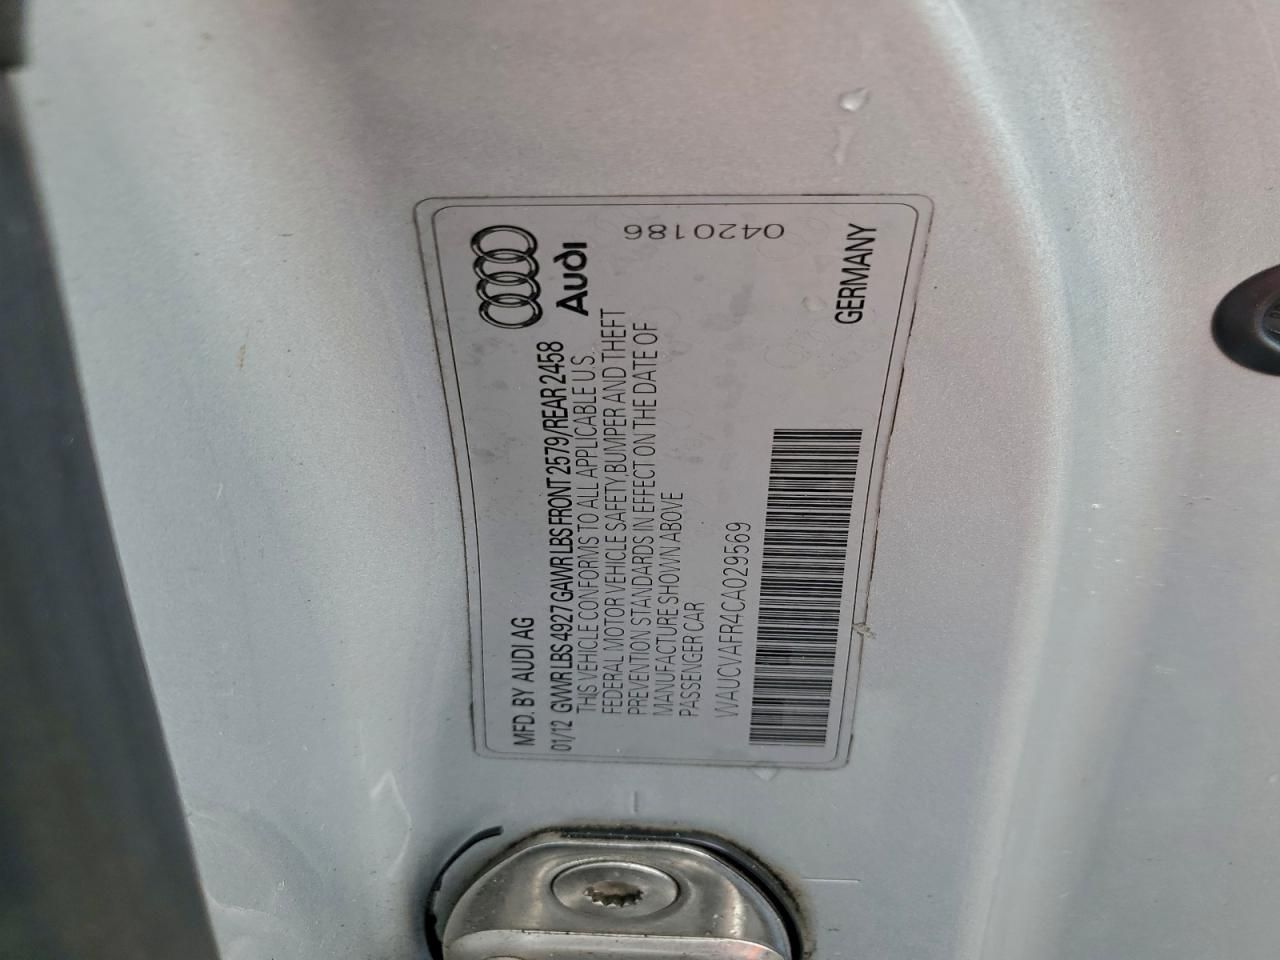 Audi
0420186
MFD. BY AUDI AG
01/12 GVWR LBS 4927 GAWR LBS FRONT 2579/REAR 2458
THIS VEHICLE CONFORMS TO ALL APPLICABLE U.S.
FEDERAL MOTOR VEHICLE SAFETY, BUMPER AND THEFT
PREVENTION STANDARDS IN EFFECT ON THE DATE OF
MANUFACTURE SHOWN ABOVE
PASSENGER CAR
WAUCVAFR4CA029569
GERMANY